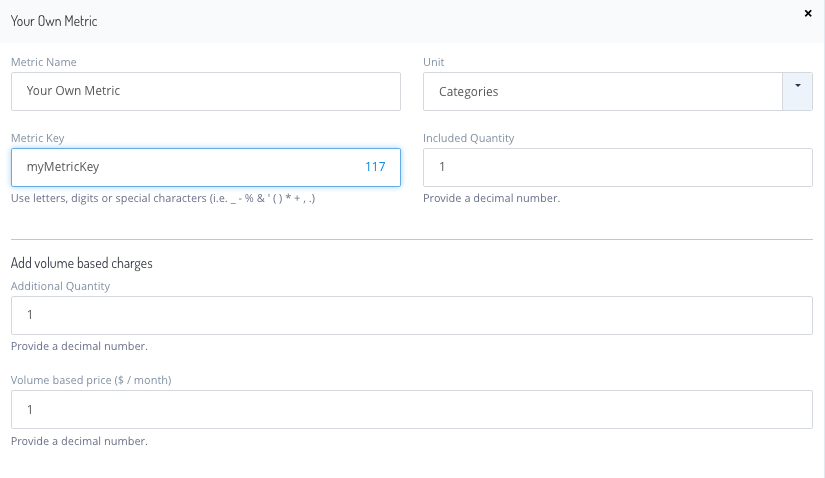 Your Own Metric
×
Metric Name
Unit
Your Own Metric
Categories
Metric Key
Included Quantity
myMetricKey 117
1
Use letters, digits or special characters (i.e. _ - % & ' ( ) * + , .)
Provide a decimal number.
Add volume based charges
Additional Quantity
1
Provide a decimal number.
Volume based price ($ / month)
1
Provide a decimal number.